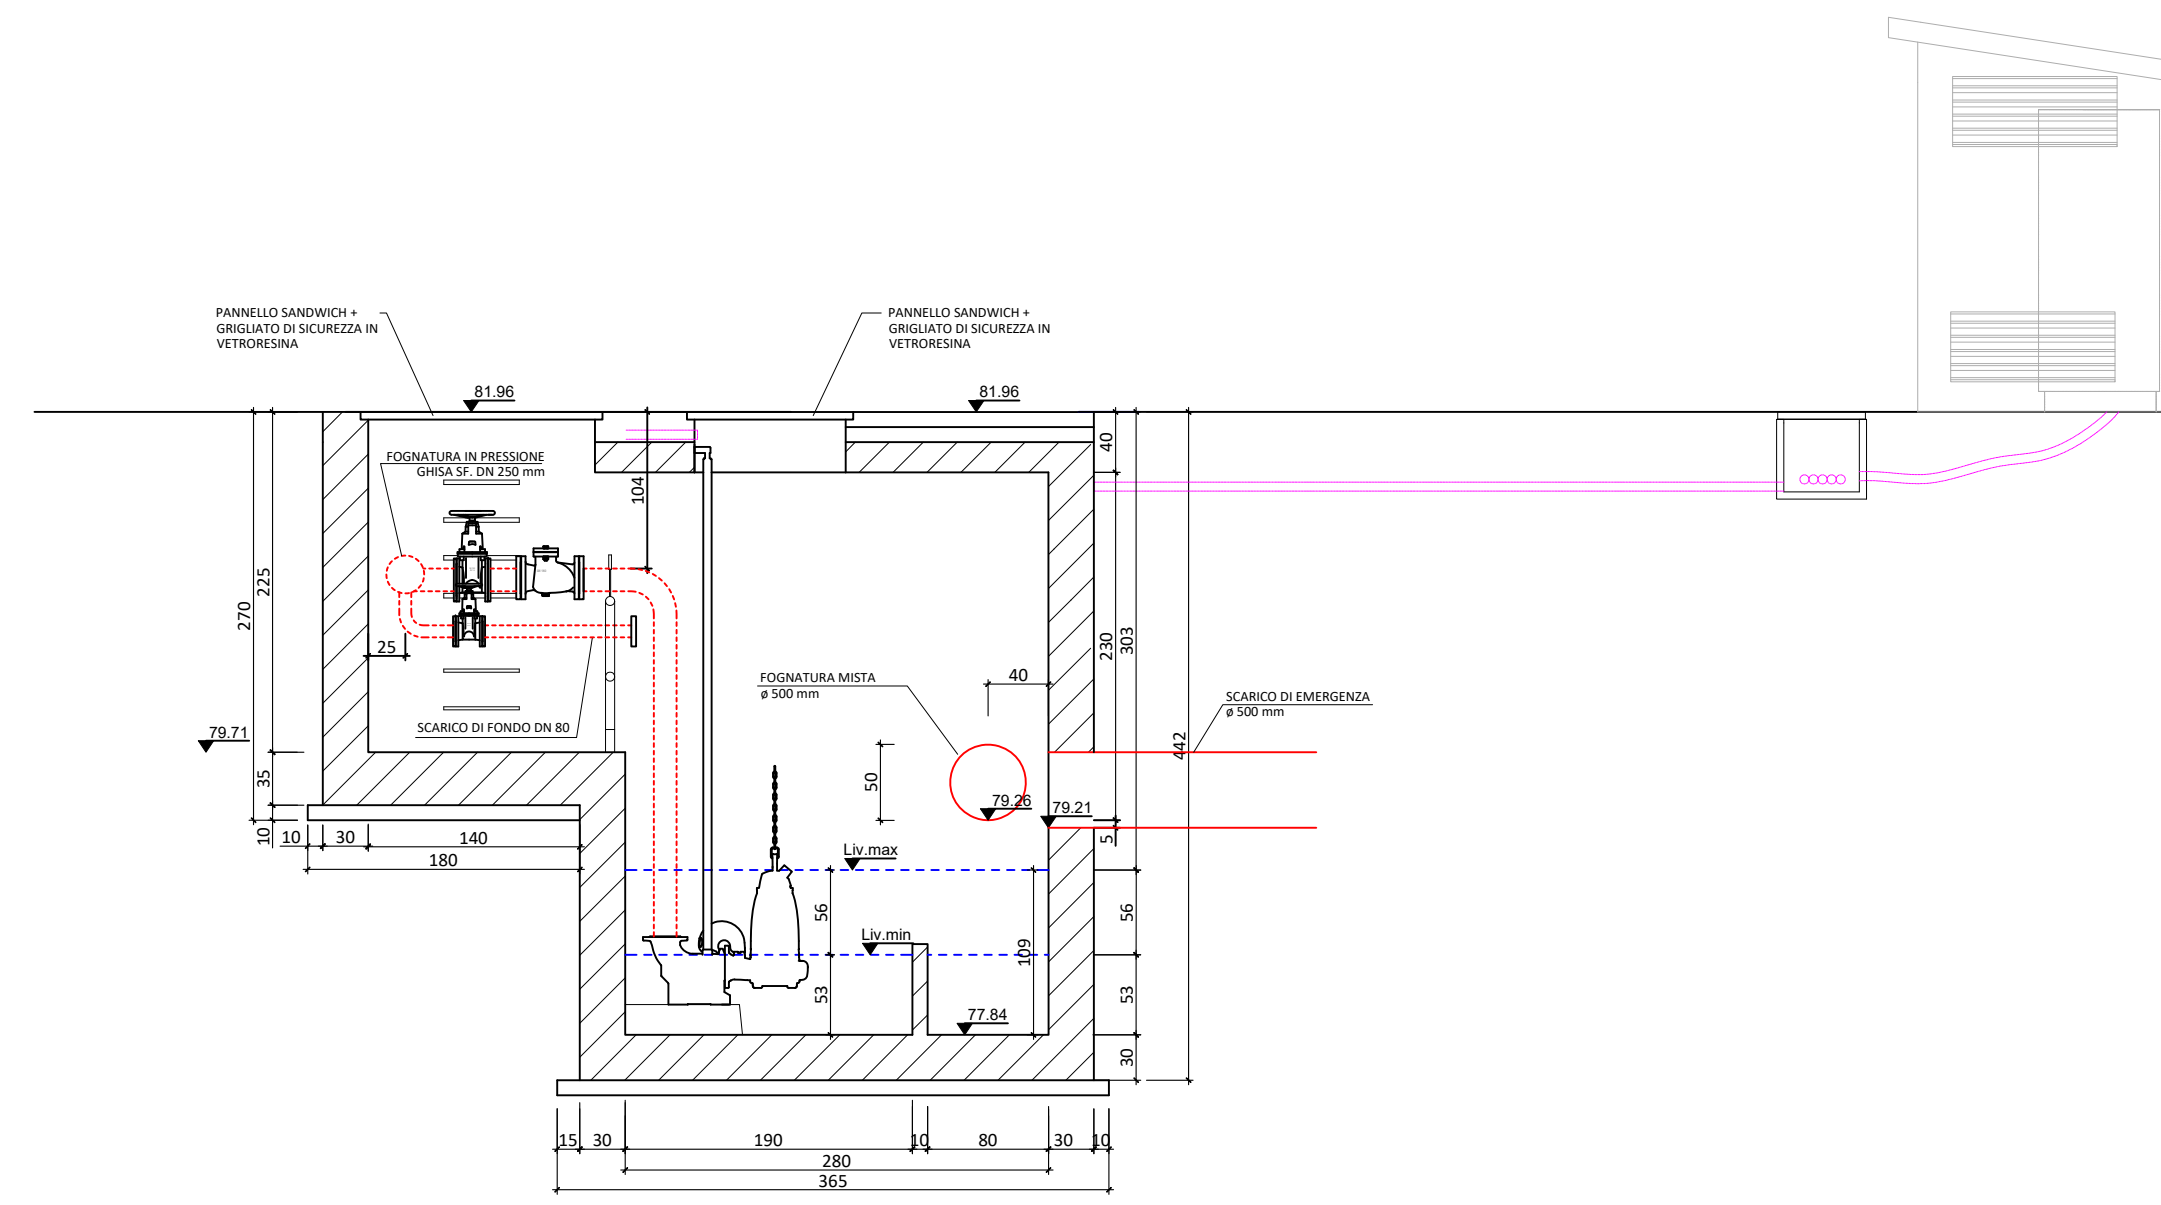 PANNELLO SANDWICH +
GRIGLIATO DI SICUREZZA IN
VETRORESINA
PANNELLO SANDWICH +
GRIGLIATO DI SICUREZZA IN
VETRORESINA
81.96
81.96
40
FOGNATURA IN PRESSIONE
GHISA SF. DN 250 mm
104
225
270
230
303
25
FOGNATURA MISTA
ø 500 mm
40
SCARICO DI EMERGENZA
ø 500 mm
SCARICO DI FONDO DN 80
79.71
442
35
50
79.26
79.21
10
10
30
140
5
180
Liv.max
56
56
Liv.min
109
53
53
77.84
30
15
30
190
10
80
30
10
280
365